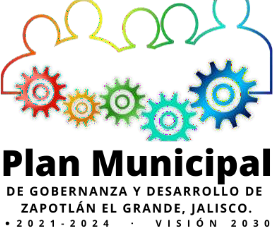 Plan Municipal
DE GOBERNANZA Y DESARROLLO DE
ZAPOTLÁN EL GRANDE, JALISCO.
•2021-2024 · VISIÓN 2030